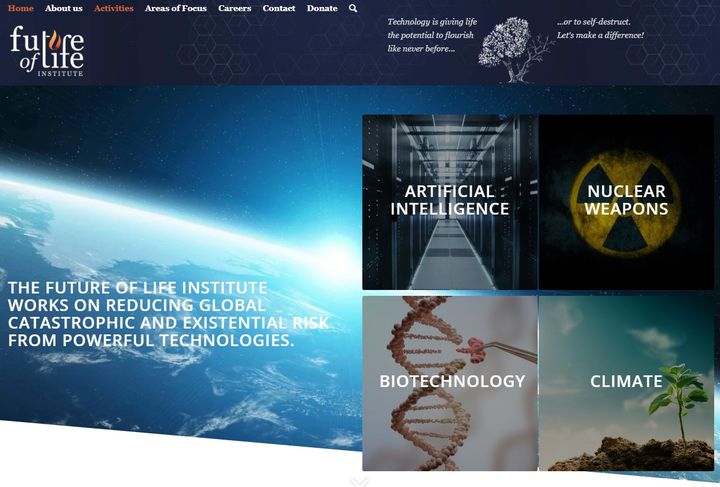 Home About us Activities Areas of Focus Careers Contact Donate
future
of life
INSTITUTE
Technology is giving life
the potential to flourish
like never before...
...or to self-destruct.
Let's make a difference!
THE FUTURE OF LIFE INSTITUTE
WORKS ON REDUCING GLOBAL
CATASTROPHIC AND EXISTENTIAL RISK
FROM POWERFUL TECHNOLOGIES.
ARTIFICIAL
INTELLIGENCE
NUCLEAR
WEAPONS
BIOTECHNOLOGY
CLIMATE